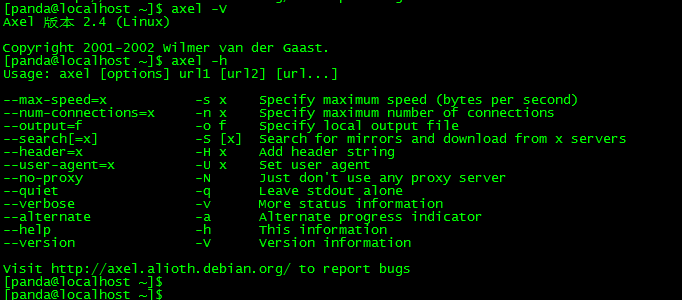 [panda@localhost ~]$ axel -V
Axel 版本 2.4 (Linux)
Copyright 2001-2002 Wilmer van der Gaast.
[panda@localhost ~]$ axel -h
Usage: axel [options] url1 [url2] [url...]
--max-speed=x -s x Specify maximum speed (bytes per second)
--num-connections=x -n x Specify maximum number of connections
--output=f -o f Specify local output file
--search[=x] -S [x] Search for mirrors and download from x servers
--header=x -H x Add header string
--user-agent=x -U x Set user agent
--no-proxy -N Just don't use any proxy server
--quiet -q Leave stdout alone
--verbose -v More status information
--alternate -a Alternate progress indicator
--help -h This information
--version -V Version information
Visit http://axel.alioth.debian.org/ to report bugs
[panda@localhost ~]$
[panda@localhost ~]$